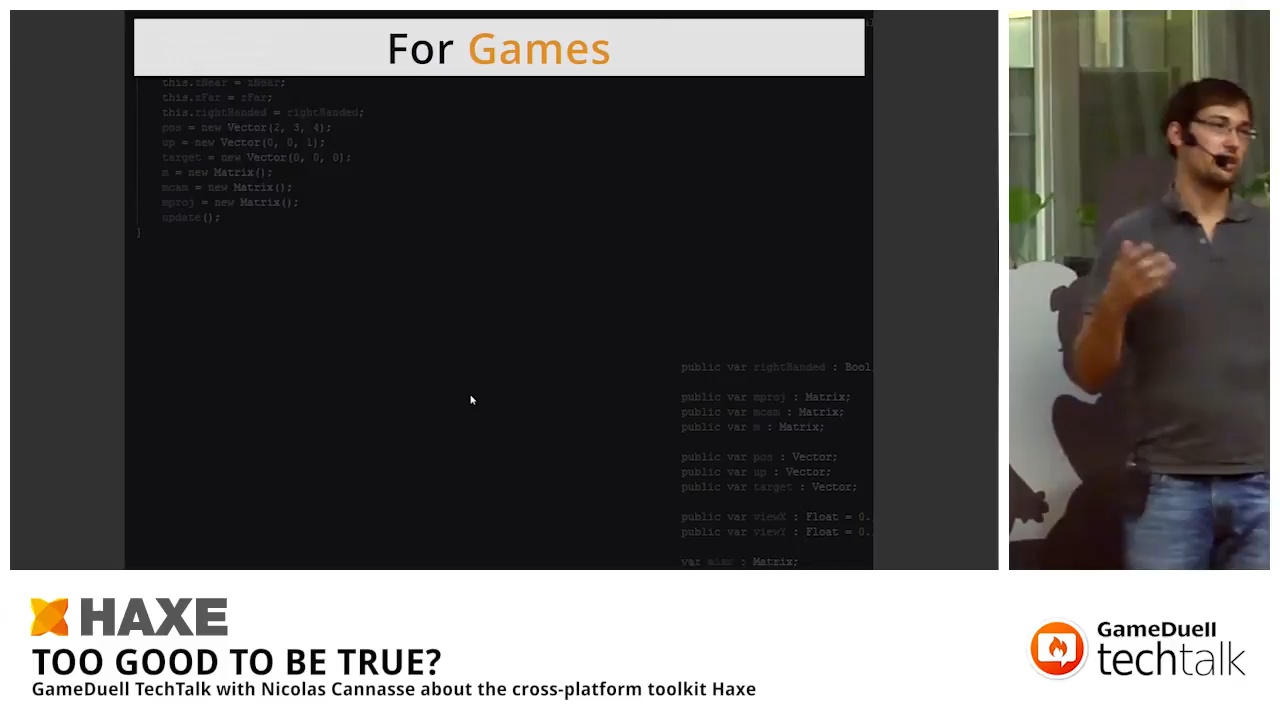 For Games
this.zNear = zNear;
this.zFar = zFar;
this.rightHanded = rightHanded;
pos = new Vector(2, 3, 4);
up = new Vector(0, 0, 1);
target = new Vector(0, 0, 0);
m = new Matrix();
mcam = new Matrix();
mproj = new Matrix();
update();
}
public var rightHanded : Bool
public var mproj : Matrix;
public var mcam : Matrix;
public var m : Matrix;
public var pos : Vector;
public var up : Vector;
public var target : Vector;
public var viewX : Float = 0.
public var viewY : Float = 0.
var : Matrix;
HAXE
TOO GOOD TO BE TRUE?
GameDuell TechTalk with Nicolas Cannasse about the cross-platform toolkit Haxe
GameDuell
techtalk